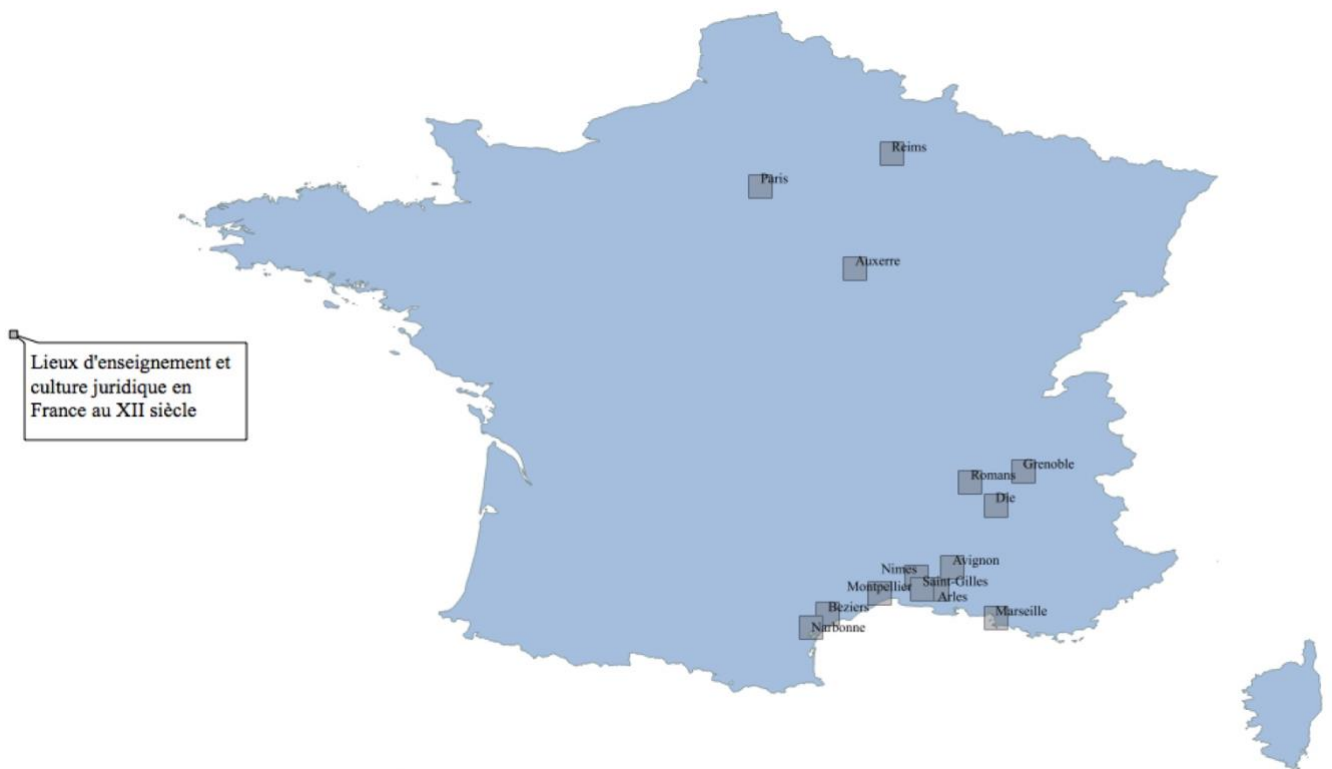 Reims
Paris
Auxerre
Lieux d'enseignement et
culture juridique en
France au XII siècle
Grenoble
Romans
Die
Avignon
Nimes
Saint-Gilles
Montpellier
Arles
Beziers
Marseille
Narbonne